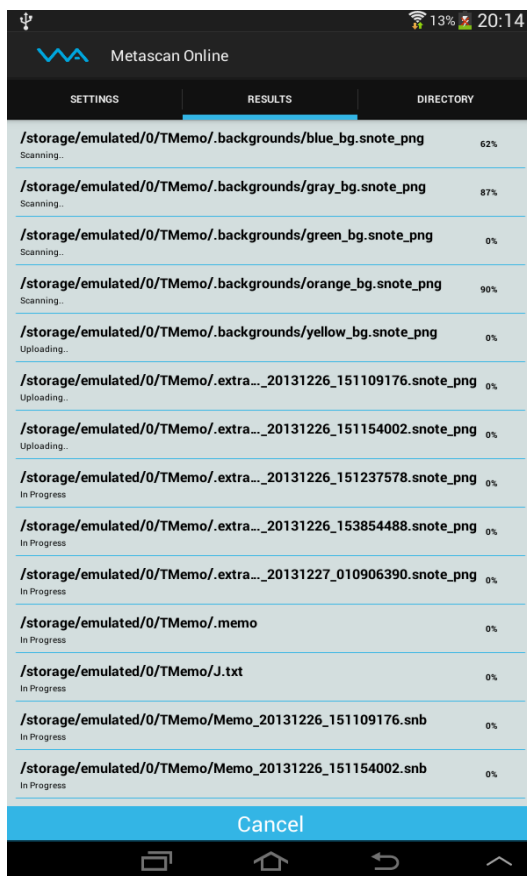 13% 20:14
Metascan Online
SETTINGS RESULTS DIRECTORY
/storage/emulated/0/TMemo/.backgrounds/blue_bg.snote_png 62%
Scanning..
/storage/emulated/0/TMemo/.backgrounds/gray_bg.snote_png 87%
Scanning..
/storage/emulated/0/TMemo/.backgrounds/green_bg.snote_png 0%
Scanning..
/storage/emulated/0/TMemo/.backgrounds/orange_bg.snote_png 90%
Scanning..
/storage/emulated/0/TMemo/.backgrounds/yellow_bg.snote_png 0%
Uploading..
/storage/emulated/0/TMemo/.extra..._20131226_151109176.snote_png 0%
Uploading..
/storage/emulated/0/TMemo/.extra..._20131226_151154002.snote_png 0%
Uploading..
/storage/emulated/0/TMemo/.extra..._20131226_151237578.snote_png 0%
In Progress
/storage/emulated/0/TMemo/.extra..._20131226_153854488.snote_png 0%
In Progress
/storage/emulated/0/TMemo/.extra..._20131227_010906390.snote_png 0%
In Progress
/storage/emulated/0/TMemo/.memo 0%
In Progress
/storage/emulated/0/TMemo/J.txt 0%
In Progress
/storage/emulated/0/TMemo/Memo_20131226_151109176.snb 0%
In Progress
/storage/emulated/0/TMemo/Memo_20131226_151154002.snb 0%
In Progress
Cancel